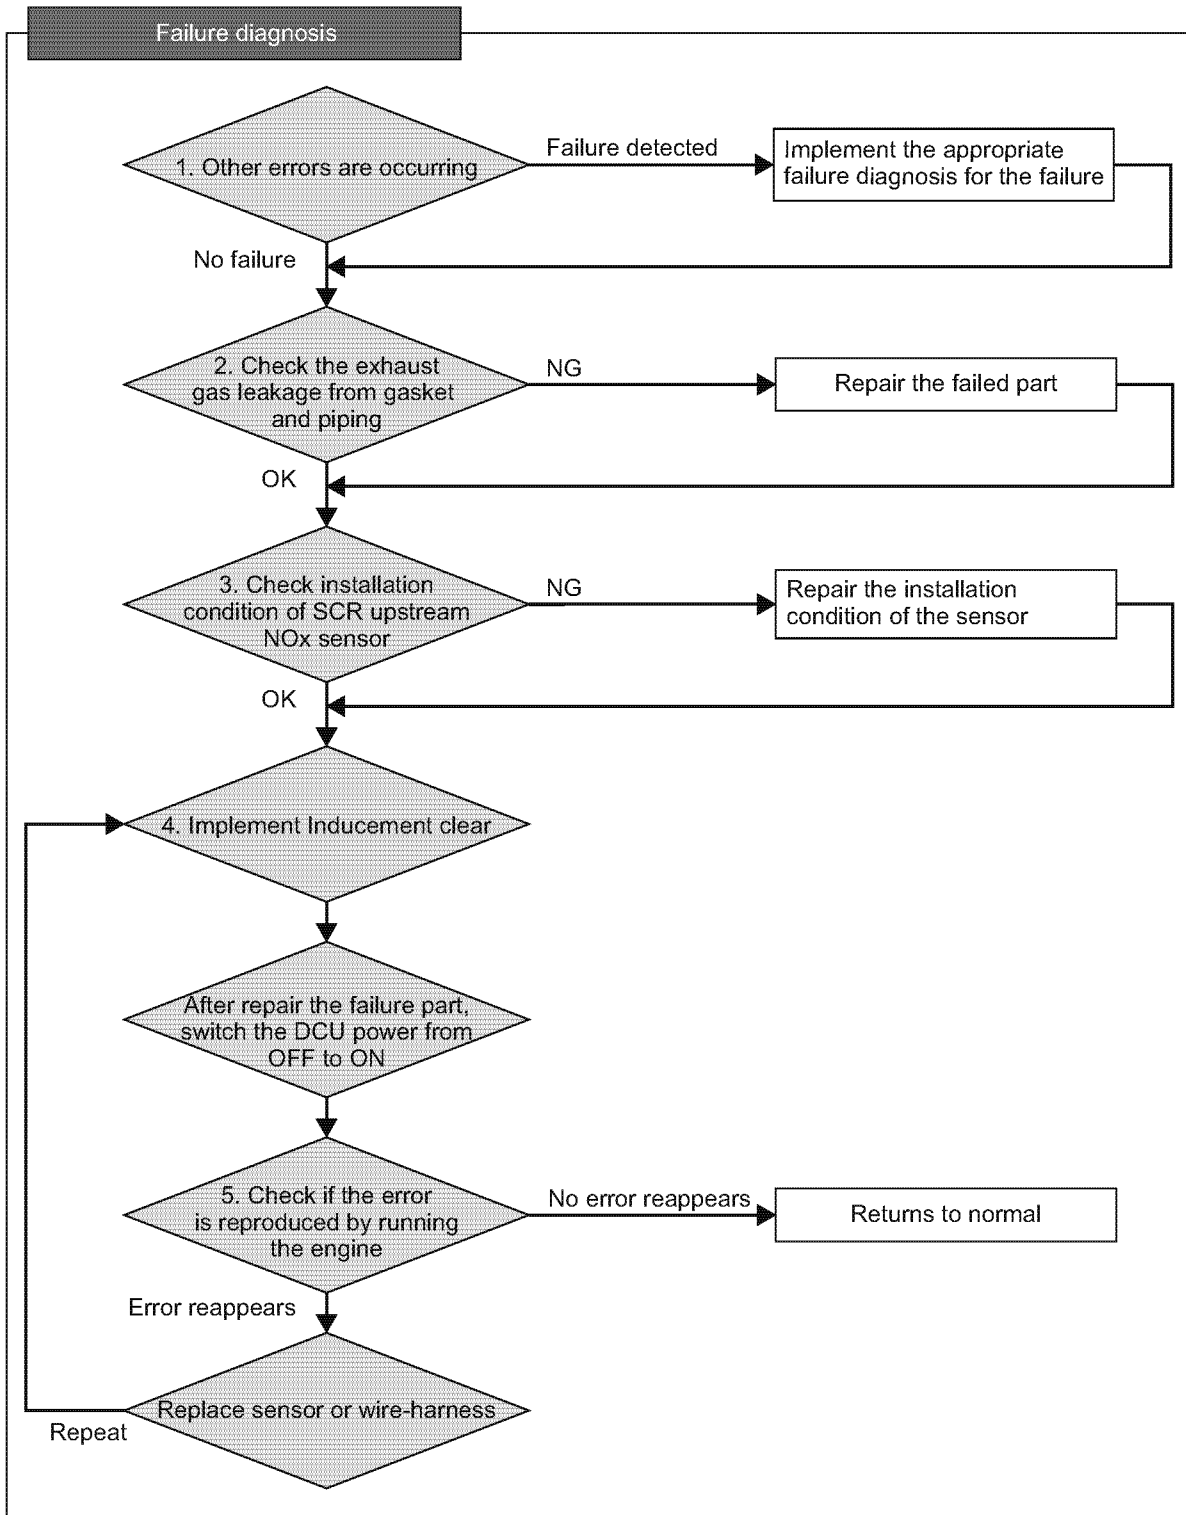 Failure diagnosis
1. Other errors are occurring
Failure detected
Implement the appropriate
failure diagnosis for the failure
No failure
2. Check the exhaust
gas leakage from gasket
and piping
NG
Repair the failed part
OK
3. Check installation
condition of SCR upstream
NOx sensor
NG
Repair the installation
condition of the sensor
OK
4. Implement Inducement clear
After repair the failure part,
switch the DCU power from
OFF to ON
5. Check if the error
is reproduced by running
the engine
No error reappears
Returns to normal
Error reappears
Replace sensor or wire-harness
Repeat